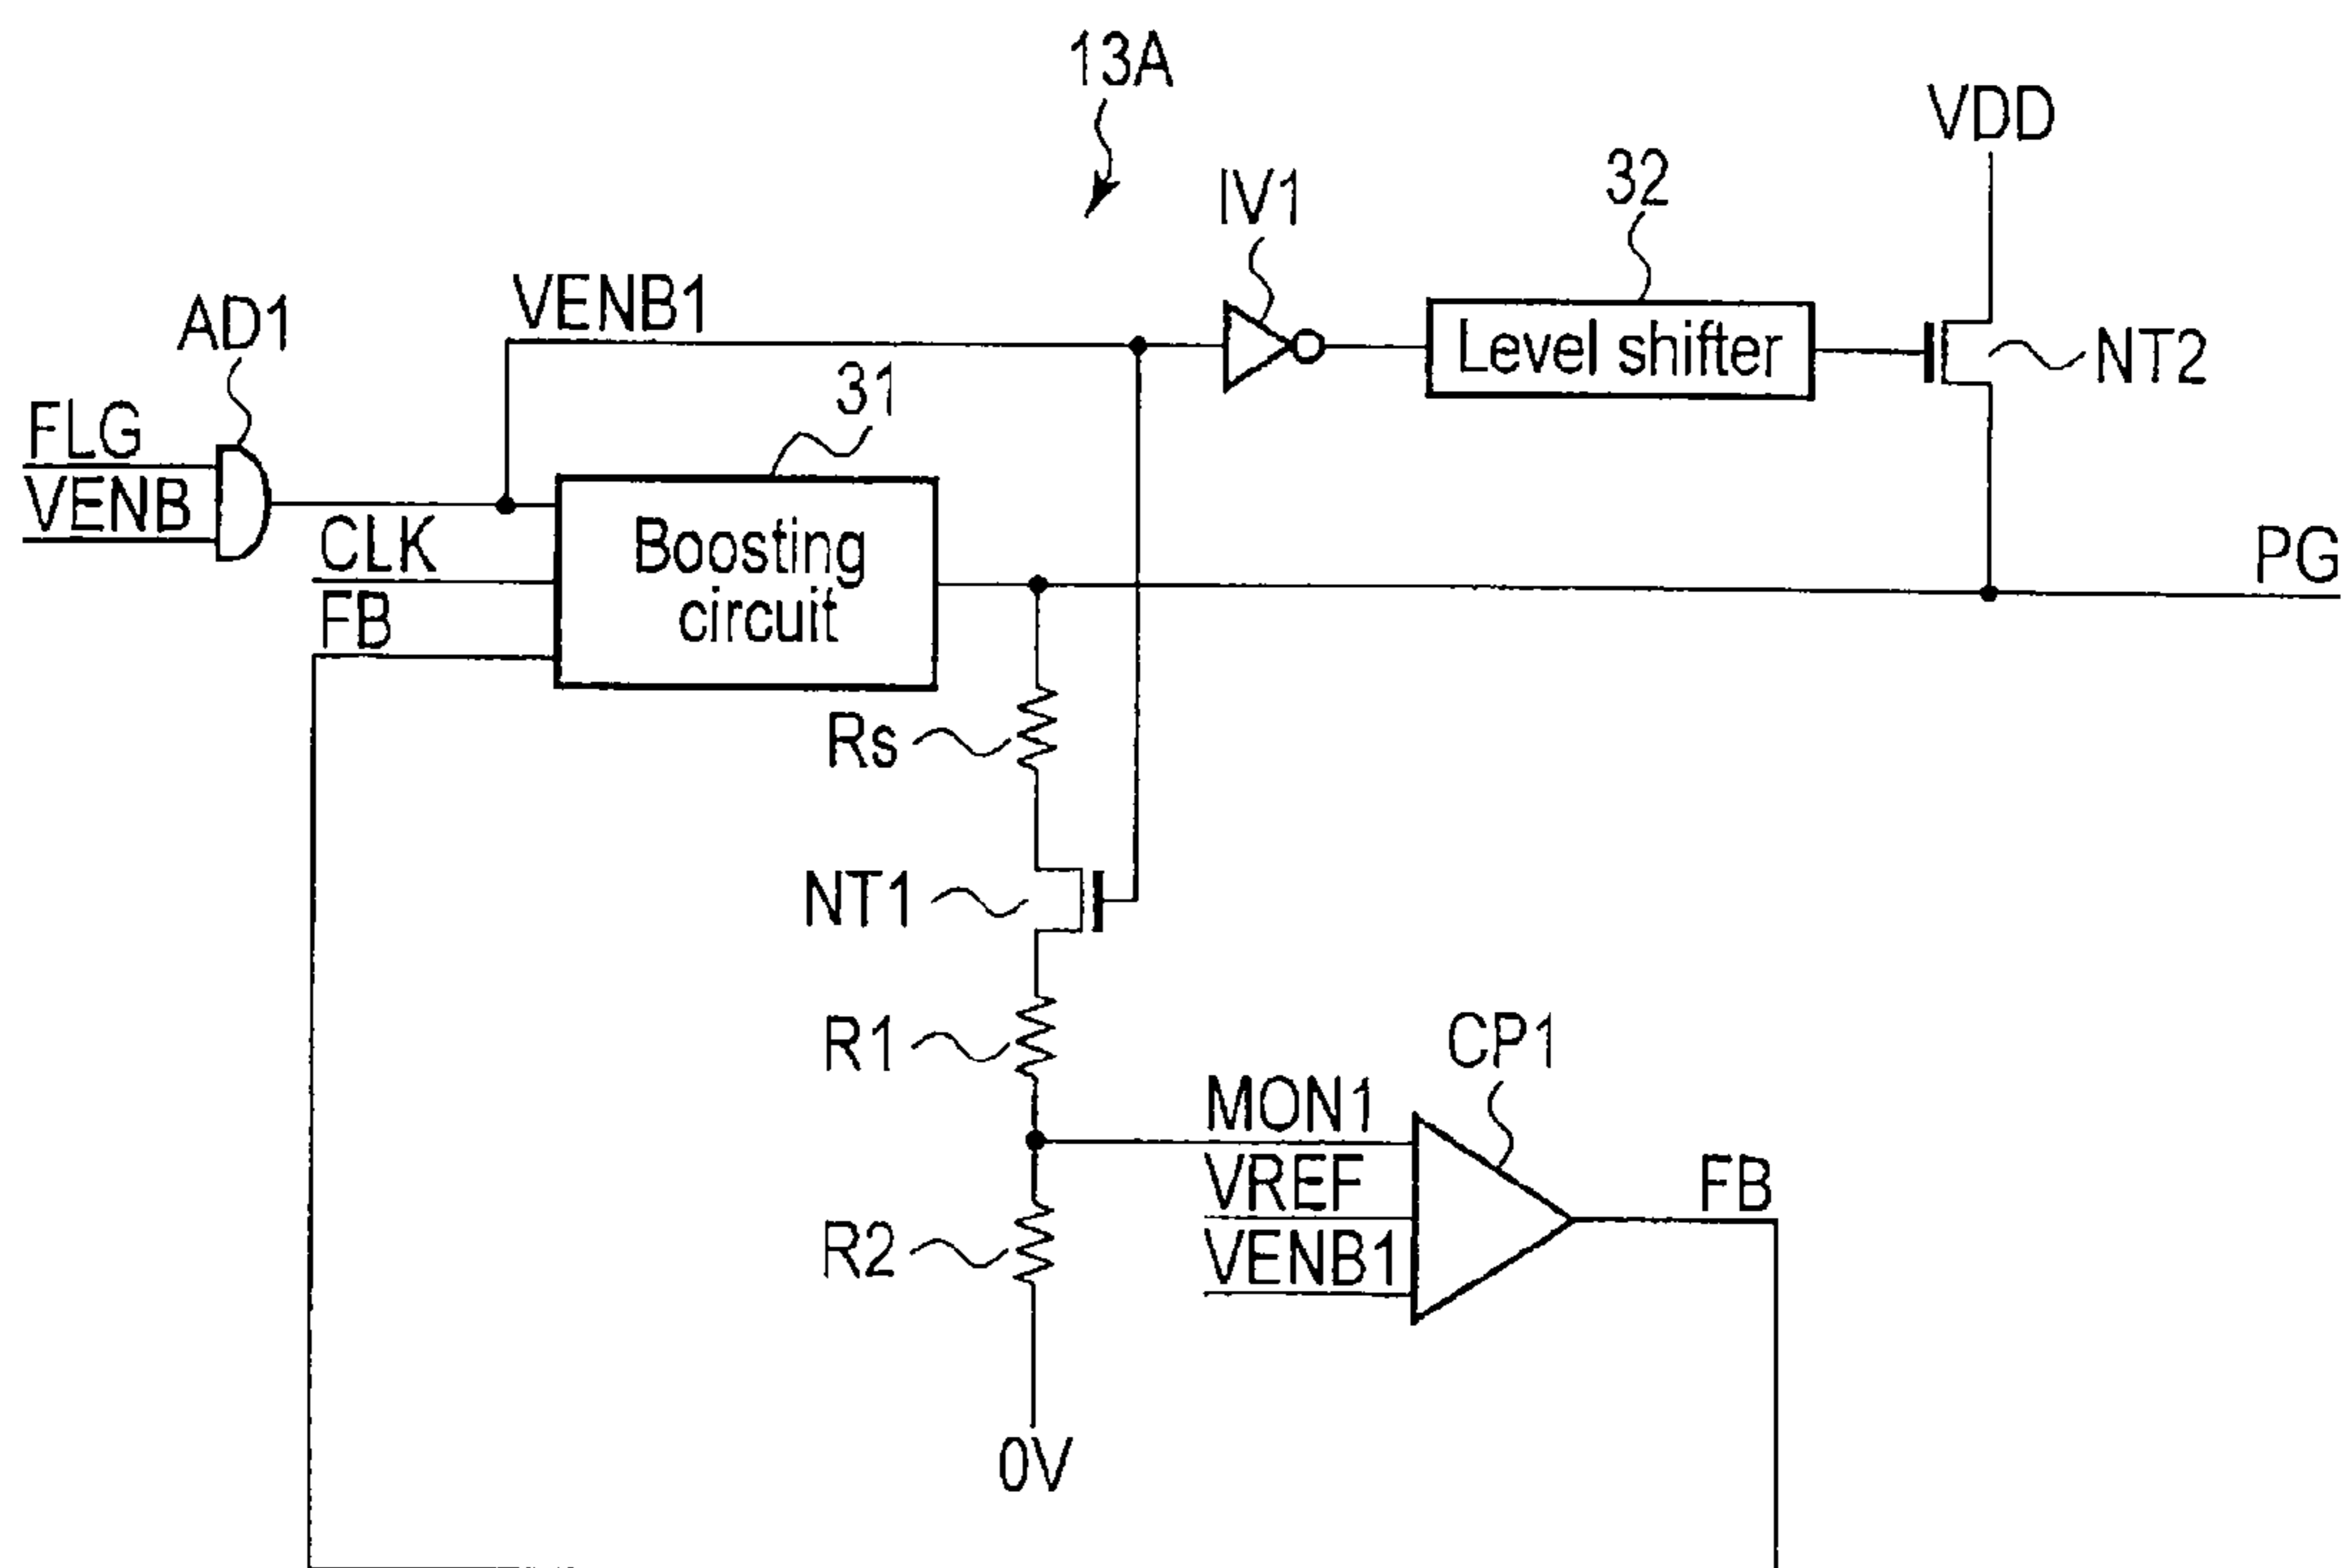 13A
VDD
32
IV1
VENB1
AD1
Level shifter
NT2
31
FLG
VENB
CLK
Boosting
circuit
PG
FB
Rs
NT1
R1
CP1
MON1
VREF
FB
R2
VENB1
0V